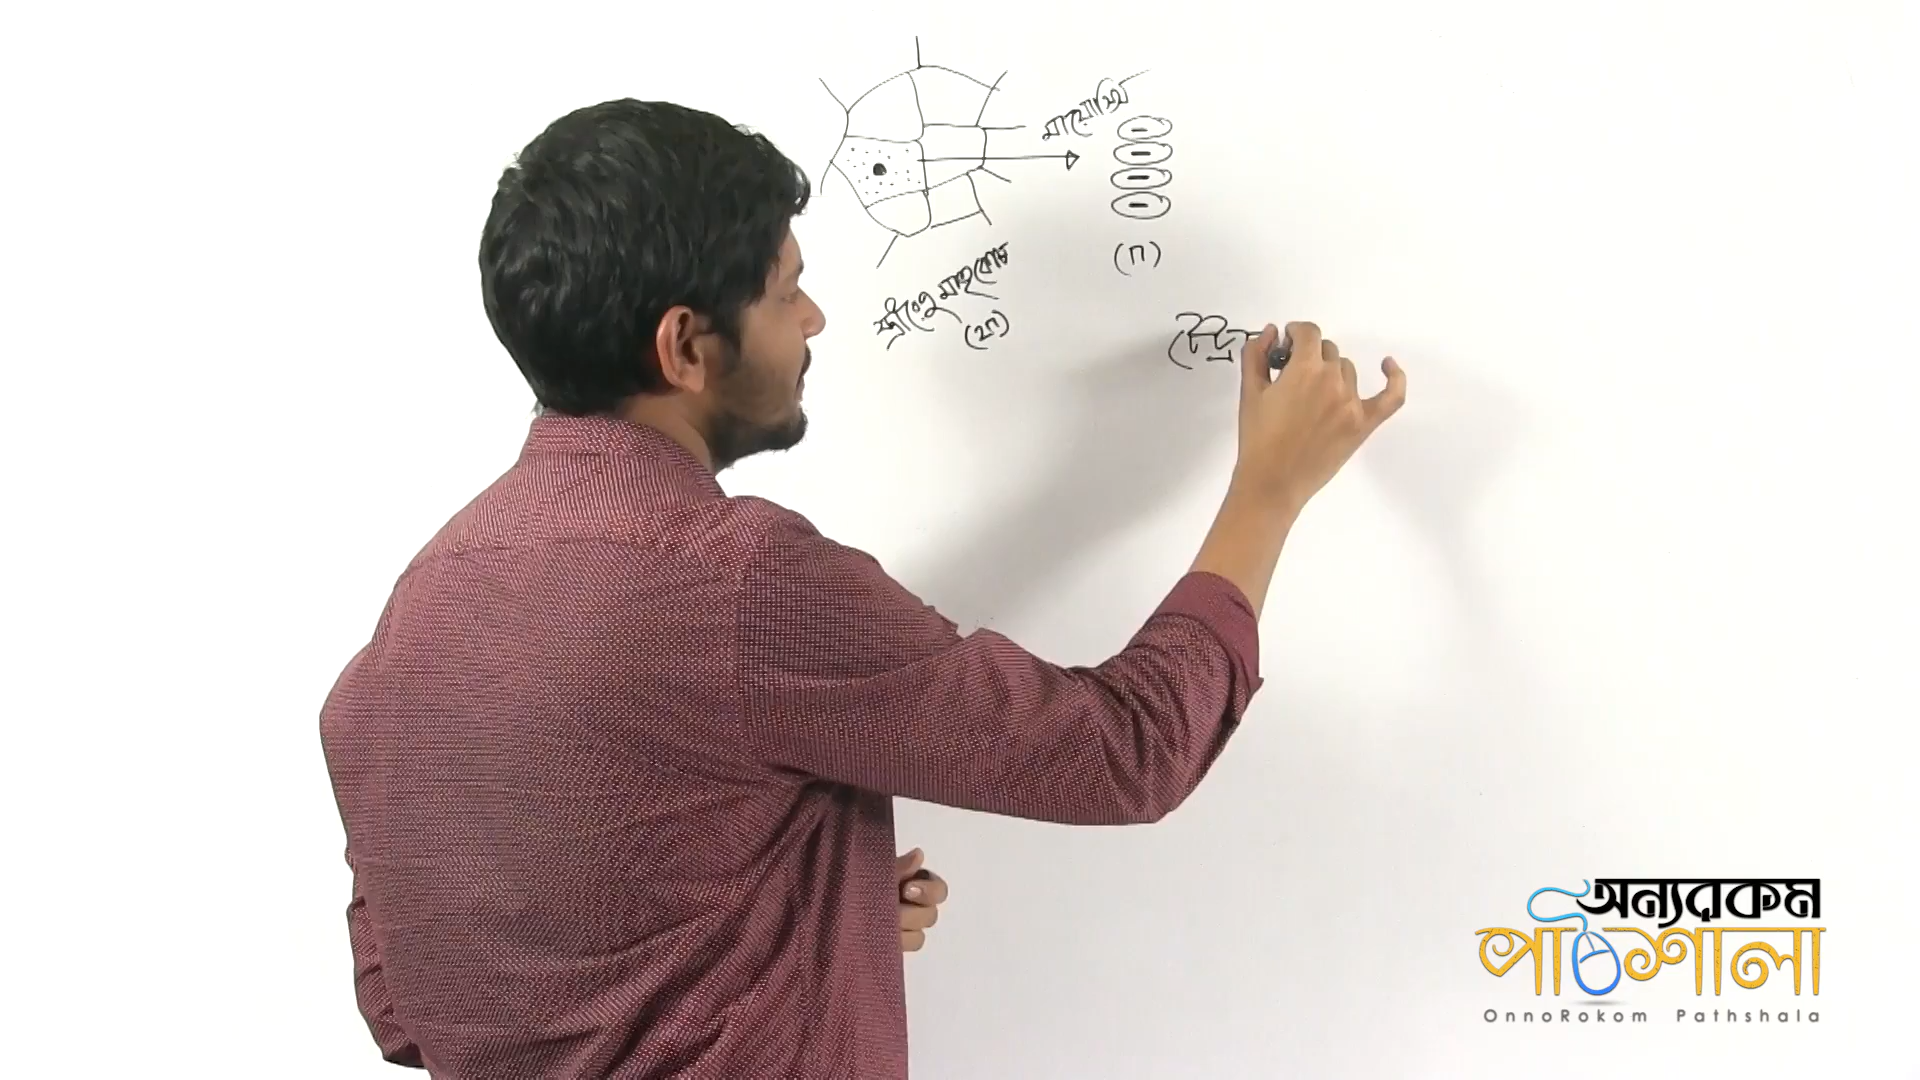 মায়োসিস
(n)
স্ত্রীরেণু মাতৃকোষ
(2n)
অন্যরকম
পাঠশালা
OnnoRokom Pathshala